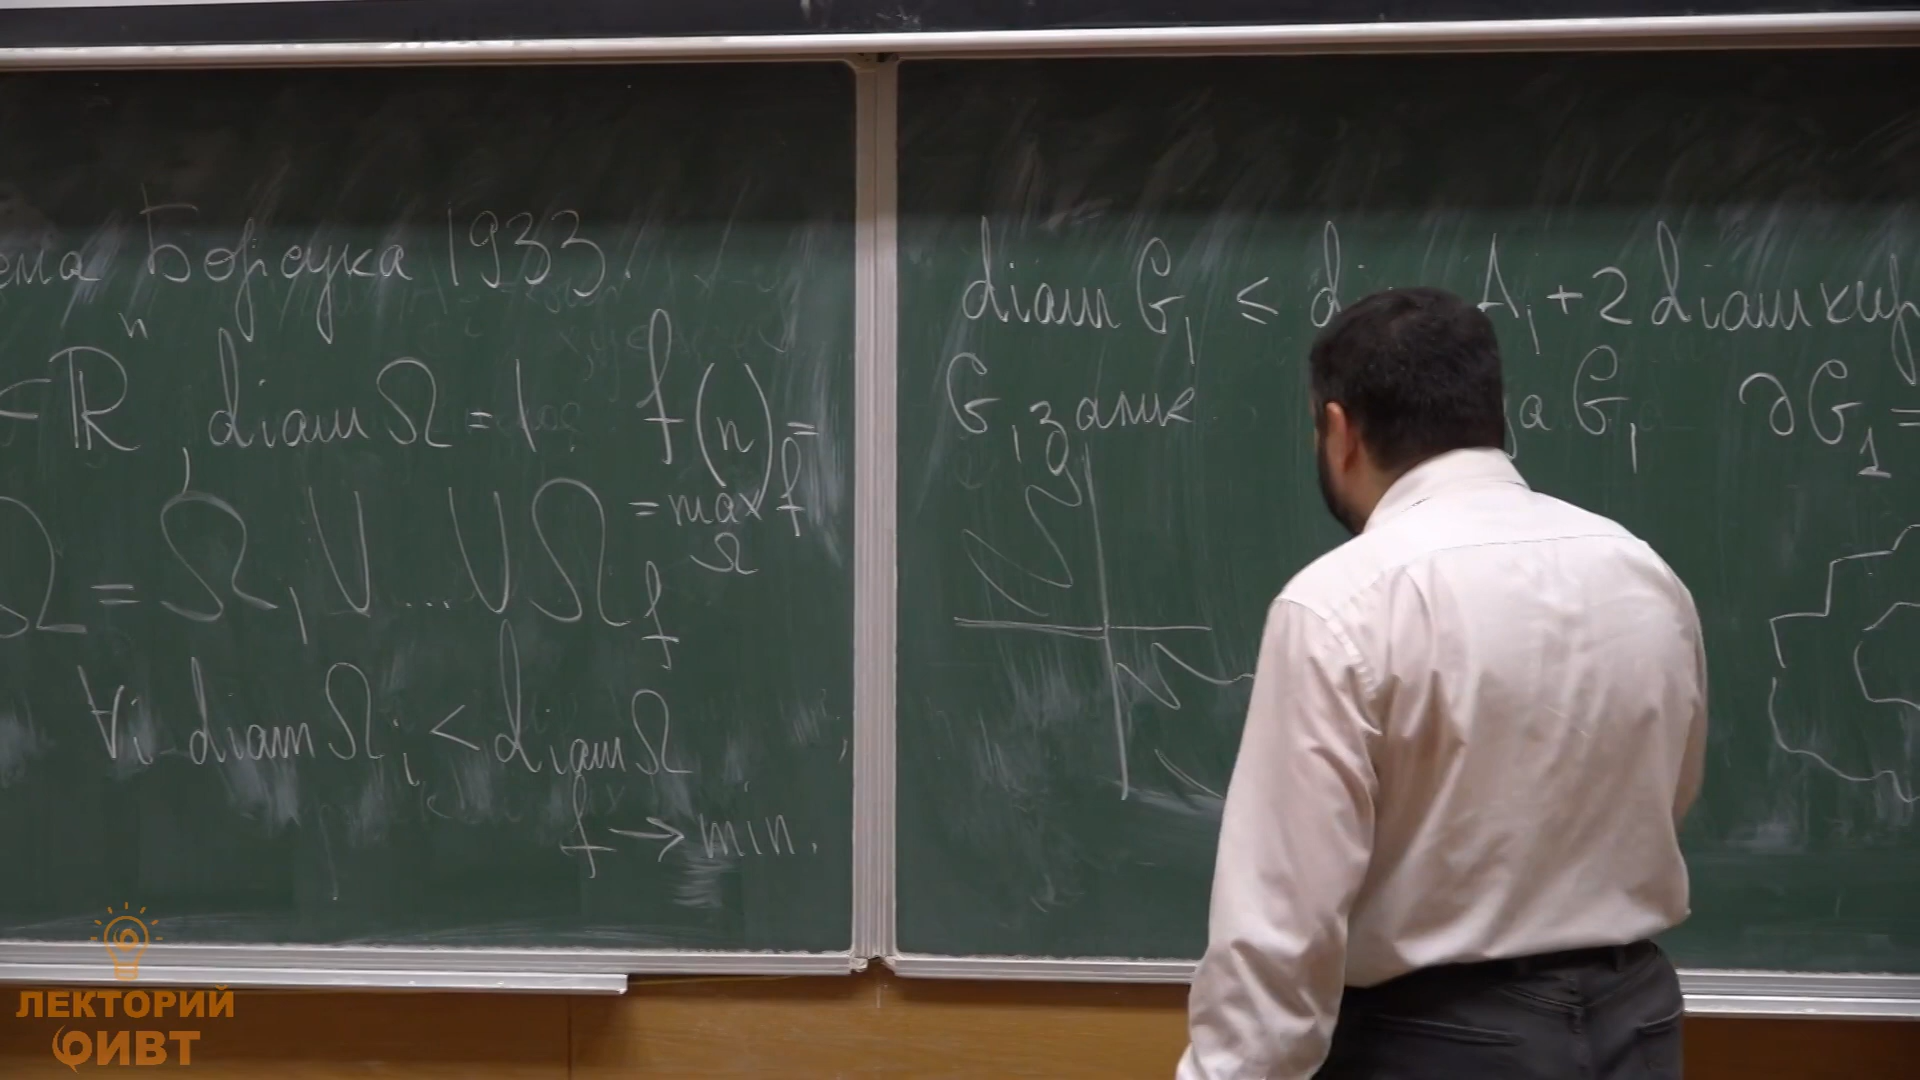 ема Борсука 1933.
⊂ ℝⁿ, diam Ω = 1 f(n) =
= max f
Ω
Ω = Ω₁ ∪ ... ∪ Ω_f
∀i diam Ωᵢ < diam Ω
f → min.
diam G₁ ≤ A₁ + 2 diam кир
G₁ замк G₁ ∂G₁ =
ЛЕКТОРИЙ
ФИВТ